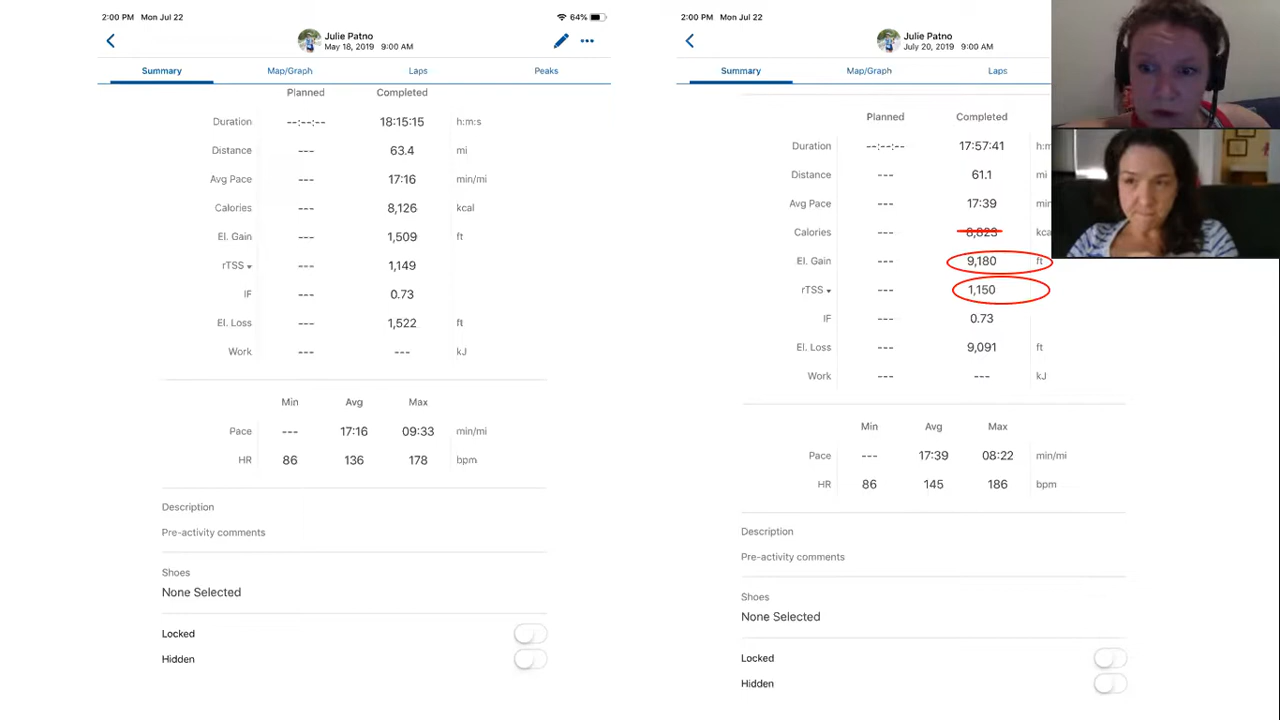 2:00 PM Mon Jul 22 64%
Julie Patno
May 18, 2019 9:00 AM
Summary Map/Graph Laps Peaks
Planned Completed
Duration --:--:-- 18:15:15 h:m:s
Distance --- 63.4 mi
Avg Pace --- 17:16 min/mi
Calories --- 8,126 kcal
El. Gain --- 1,509 ft
rTSS --- 1,149
IF --- 0.73
El. Loss --- 1,522 ft
Work --- --- kJ
Min Avg Max
Pace --- 17:16 09:33 min/mi
HR 86 136 178 bpm
Description
Pre-activity comments
Shoes
None Selected
Locked
Hidden
2:00 PM Mon Jul 22
Julie Patno
July 20, 2019 9:00 AM
Summary Map/Graph Laps
Planned Completed
Duration --:--:-- 17:57:41 h:m
Distance --- 61.1 mi
Avg Pace --- 17:39 min
Calories --- 8,823 kca
El. Gain --- 9,180 ft
rTSS --- 1,150
IF --- 0.73
El. Loss --- 9,091 ft
Work --- --- kJ
Min Avg Max
Pace --- 17:39 08:22 min/mi
HR 86 145 186 bpm
Description
Pre-activity comments
Shoes
None Selected
Locked
Hidden